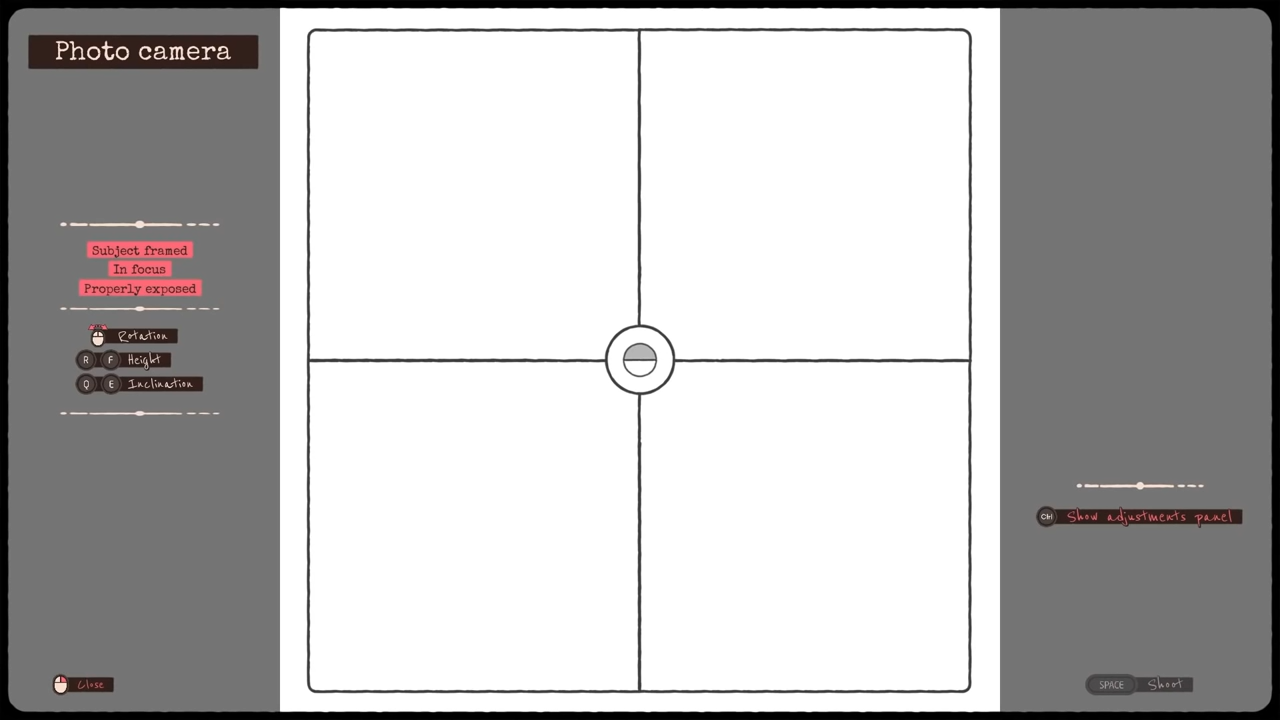 Photo camera
Subject framed
In focus
Properly exposed
Rotation
R F Height
Q E Inclination
Ctrl Show adjustments panel
Close
SPACE Shoot